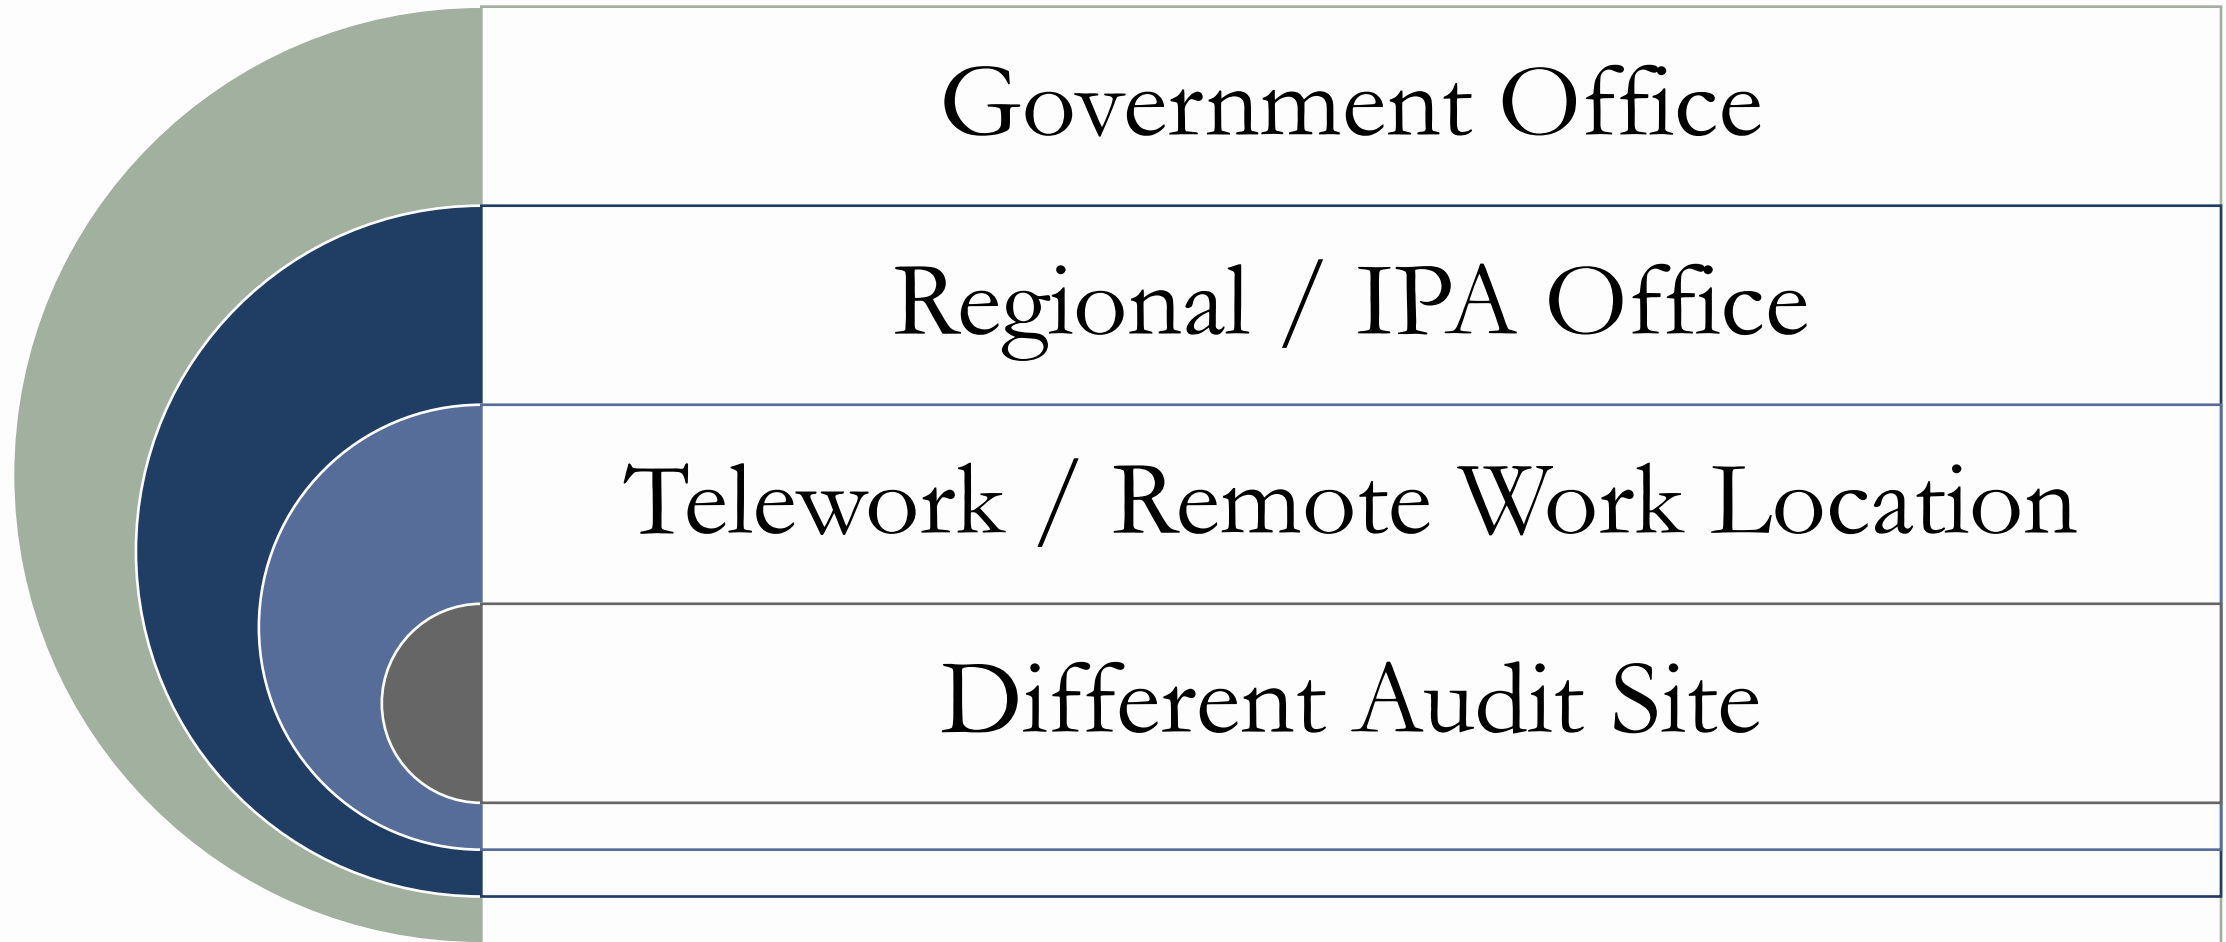 Government Office
Regional / IPA Office
Telework / Remote Work Location
Different Audit Site